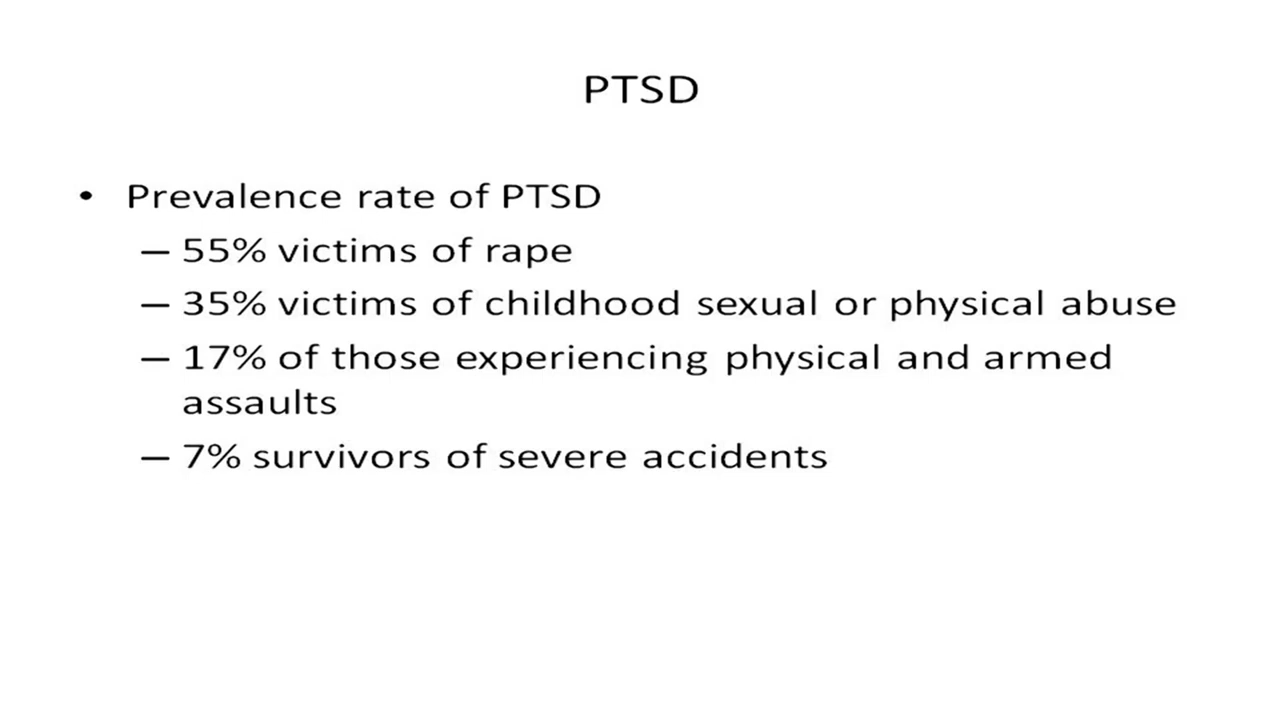 PTSD
• Prevalence rate of PTSD
– 55% victims of rape
– 35% victims of childhood sexual or physical abuse
– 17% of those experiencing physical and armed
assaults
– 7% survivors of severe accidents